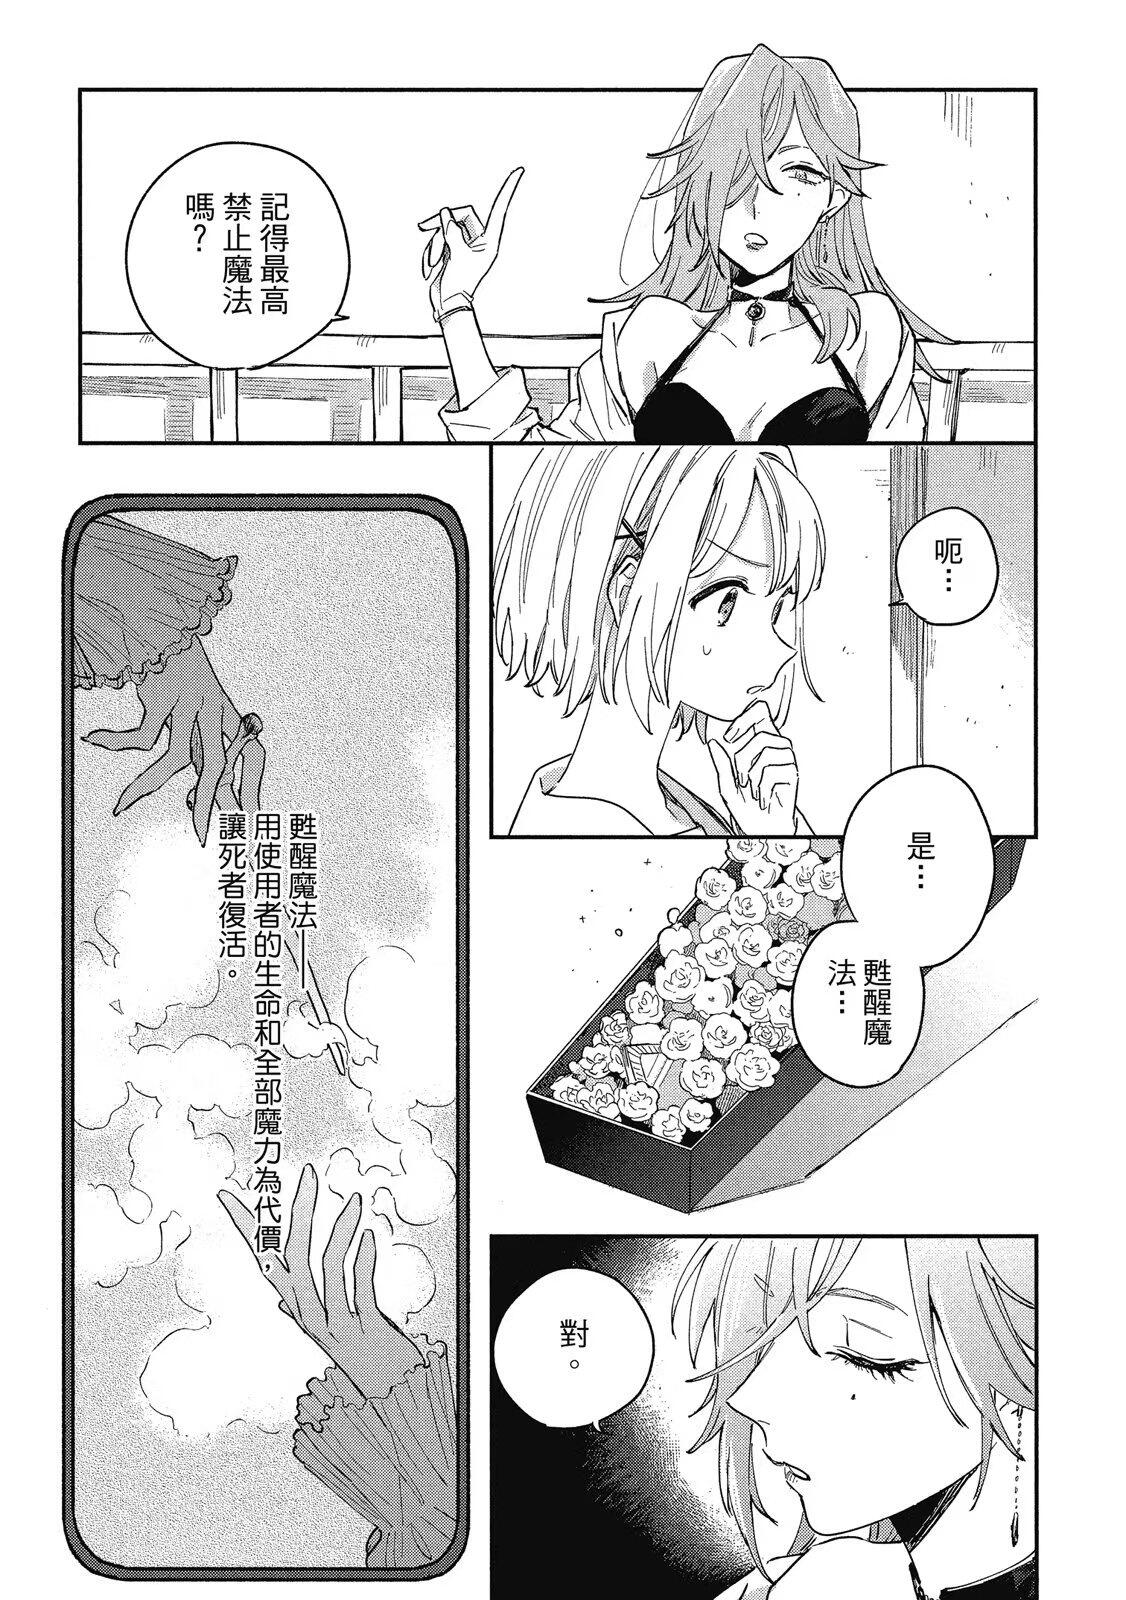 記得最高
禁止魔法
嗎？
呃…
是…
甦醒魔
法…
對。
甦醒魔法——
用使用者的生命和全部魔力為代價，
讓死者復活。